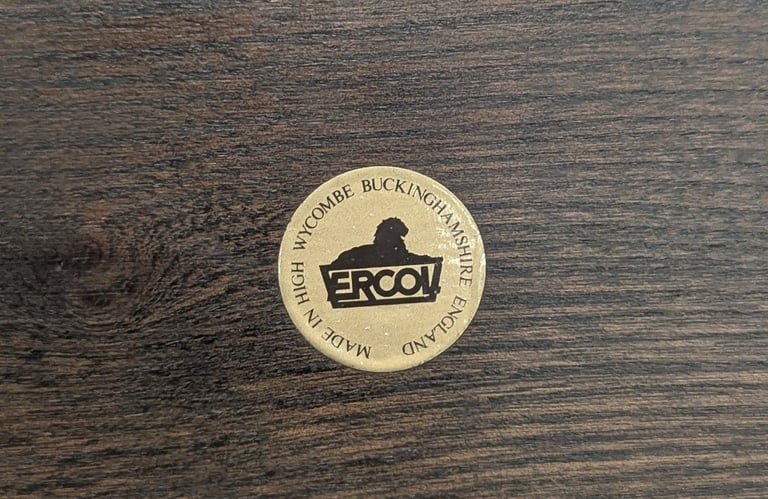 MADE IN HIGH WYCOMBE BUCKINGHAMSHIRE ENGLAND
ERCOL